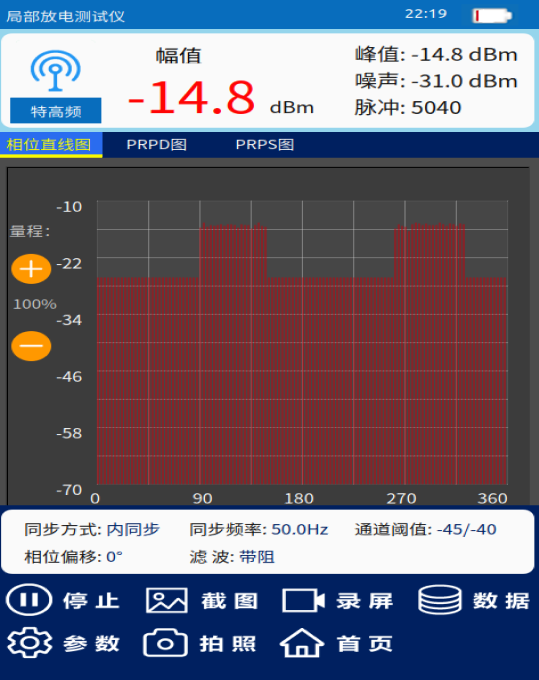 局部放电测试仪 22:19
幅值
-14.8 dBm
特高频
峰值: -14.8 dBm
噪声: -31.0 dBm
脉冲: 5040
相位直线图 PRPD图 PRPS图
量程:
100%
-10
-22
-34
-46
-58
-70
0 90 180 270 360
同步方式: 内同步 同步频率: 50.0Hz 通道阈值: -45/-40
相位偏移: 0° 滤 波: 带阻
停止 截图 录屏 数据
参数 拍照 首页